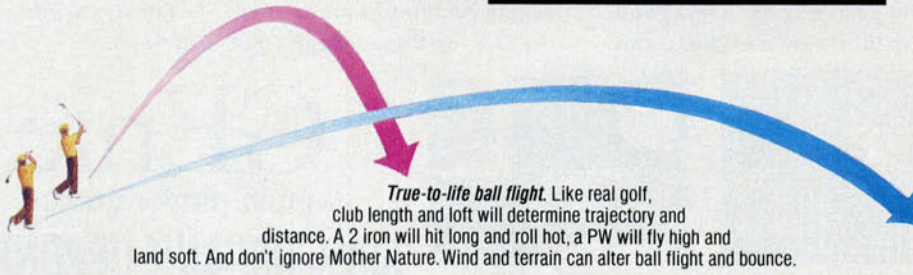 True-to-life ball flight. Like real golf,
club length and loft will determine trajectory and
distance. A 2 iron will hit long and roll hot, a PW will fly high and
land soft. And don't ignore Mother Nature. Wind and terrain can alter ball flight and bounce.